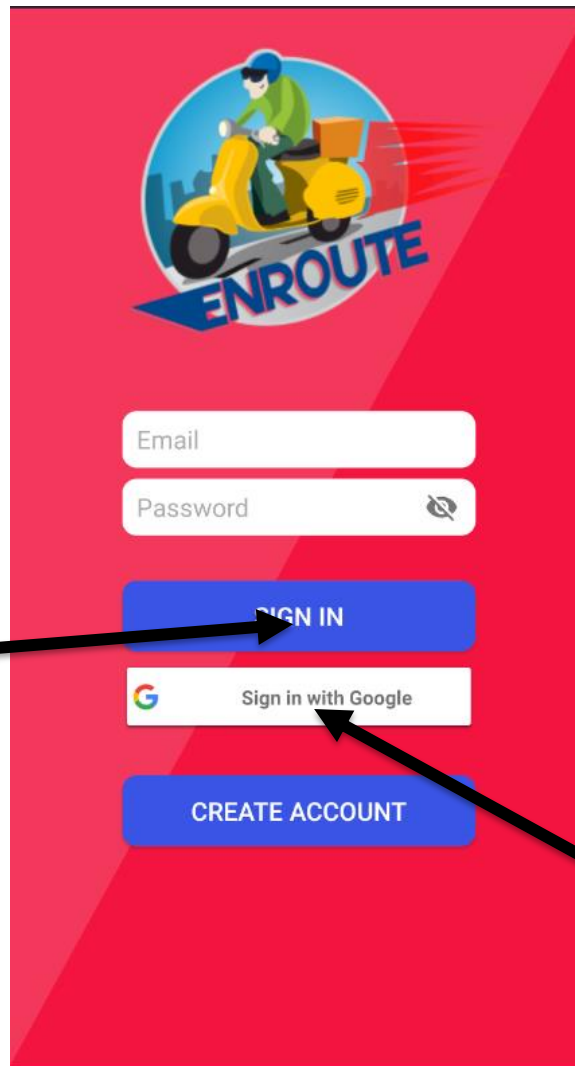 ENROUTE
Email
Password
SIGN IN
Sign in with Google
CREATE ACCOUNT